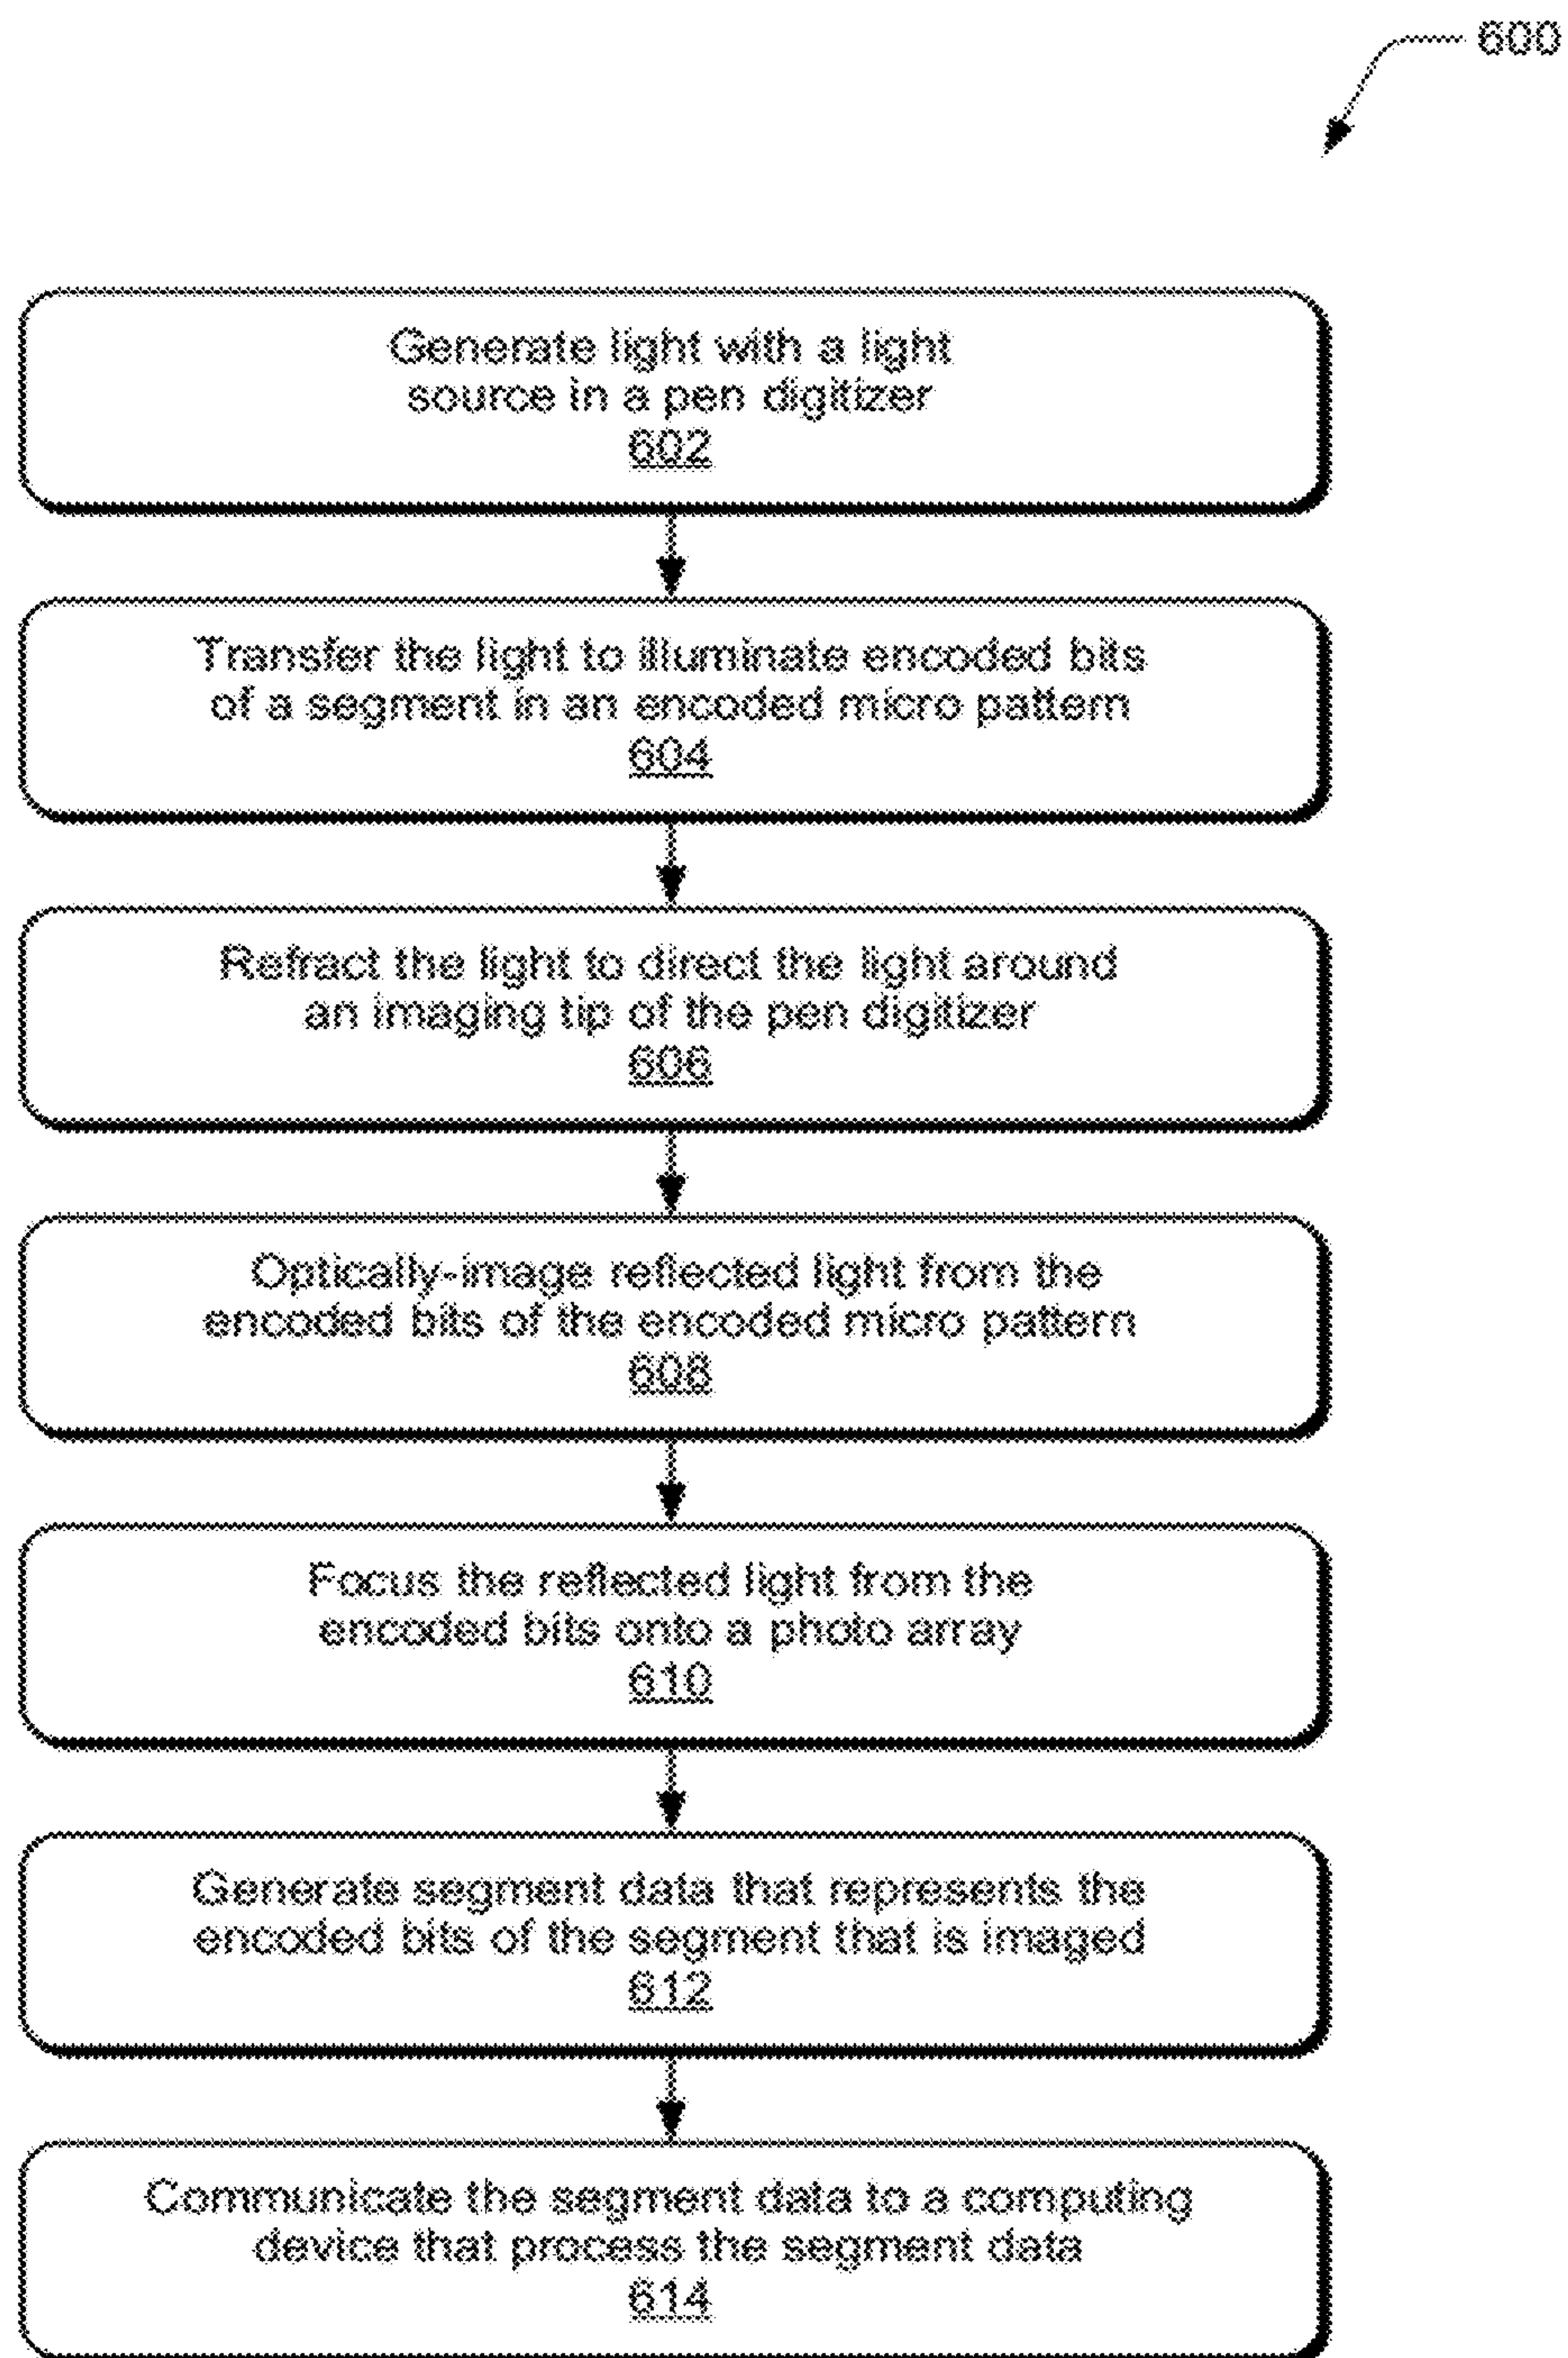 600
Generate light with a light
source in a pen digitizer
602
Transfer the light to illuminate encoded bits
of a segment in an encoded micro pattern
604
Refract the light to direct the light around
an imaging tip of the pen digitizer
606
Optically-image reflected light from the
encoded bits of the encoded micro pattern
608
Focus the reflected light from the
encoded bits onto a photo array
610
Generate segment data that represents the
encoded bits of the segment that is imaged
612
Communicate the segment data to a computing
device that process the segment data
614